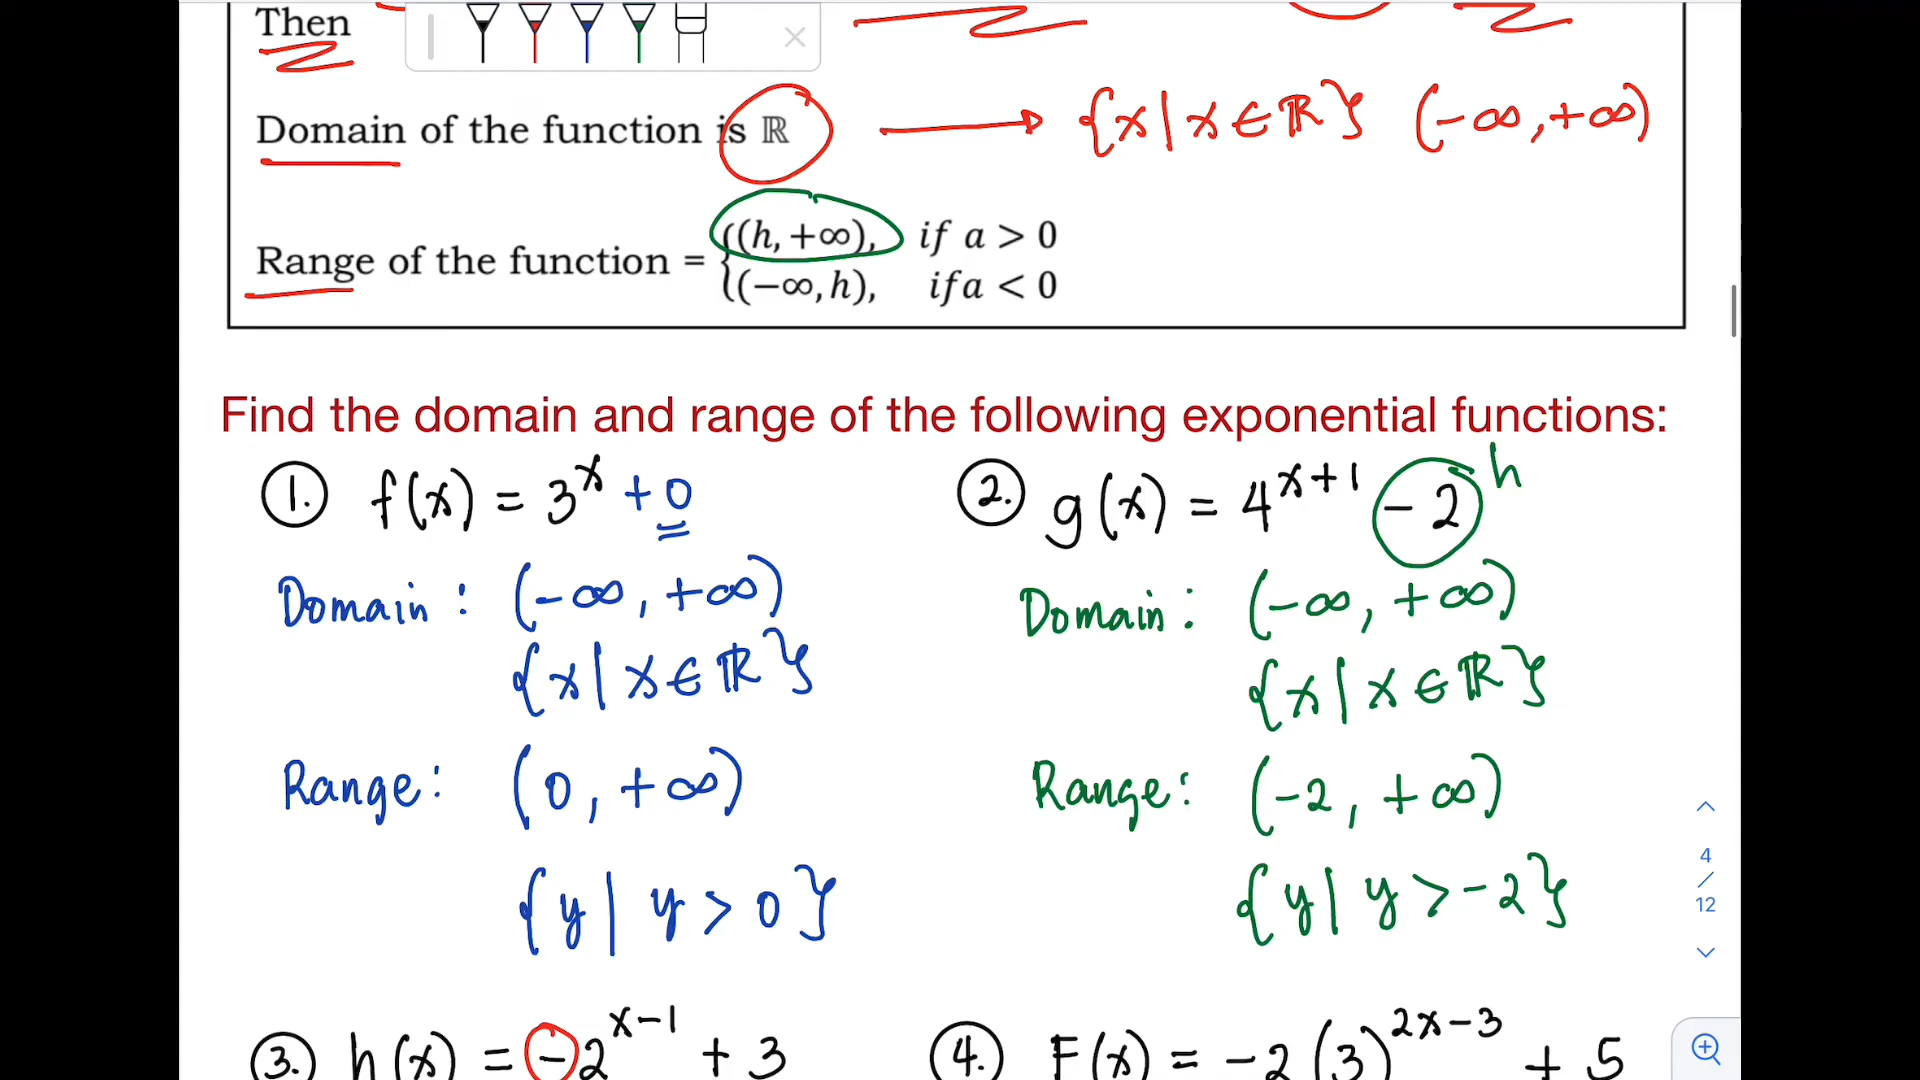 Then
Domain of the function is ℝ → {x | x ∈ ℝ} (-∞, +∞)
Range of the function = { (h, +∞), if a > 0
(−∞, h), if a < 0
Find the domain and range of the following exponential functions:
1. f(x) = 3^x + 0
Domain: (-∞, +∞)
{x | x ∈ ℝ}
Range: (0, +∞)
{y | y > 0}
2. g(x) = 4^{x+1} - 2 h
Domain: (-∞, +∞)
{x | x ∈ ℝ}
Range: (-2, +∞)
{y | y > -2}
3. h(x) = -2^{x-1} + 3
4. F(x) = -2(3)^{2x-3} + 5
4
/
12